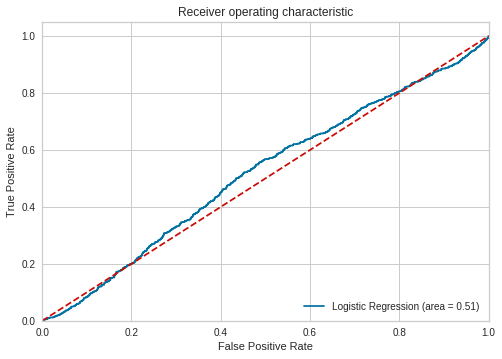 Receiver operating characteristic
True Positive Rate
1.0
0.8
0.6
0.4
0.2
0.0
Logistic Regression (area = 0.51)
0.0 0.2 0.4 0.6 0.8 1.0
False Positive Rate